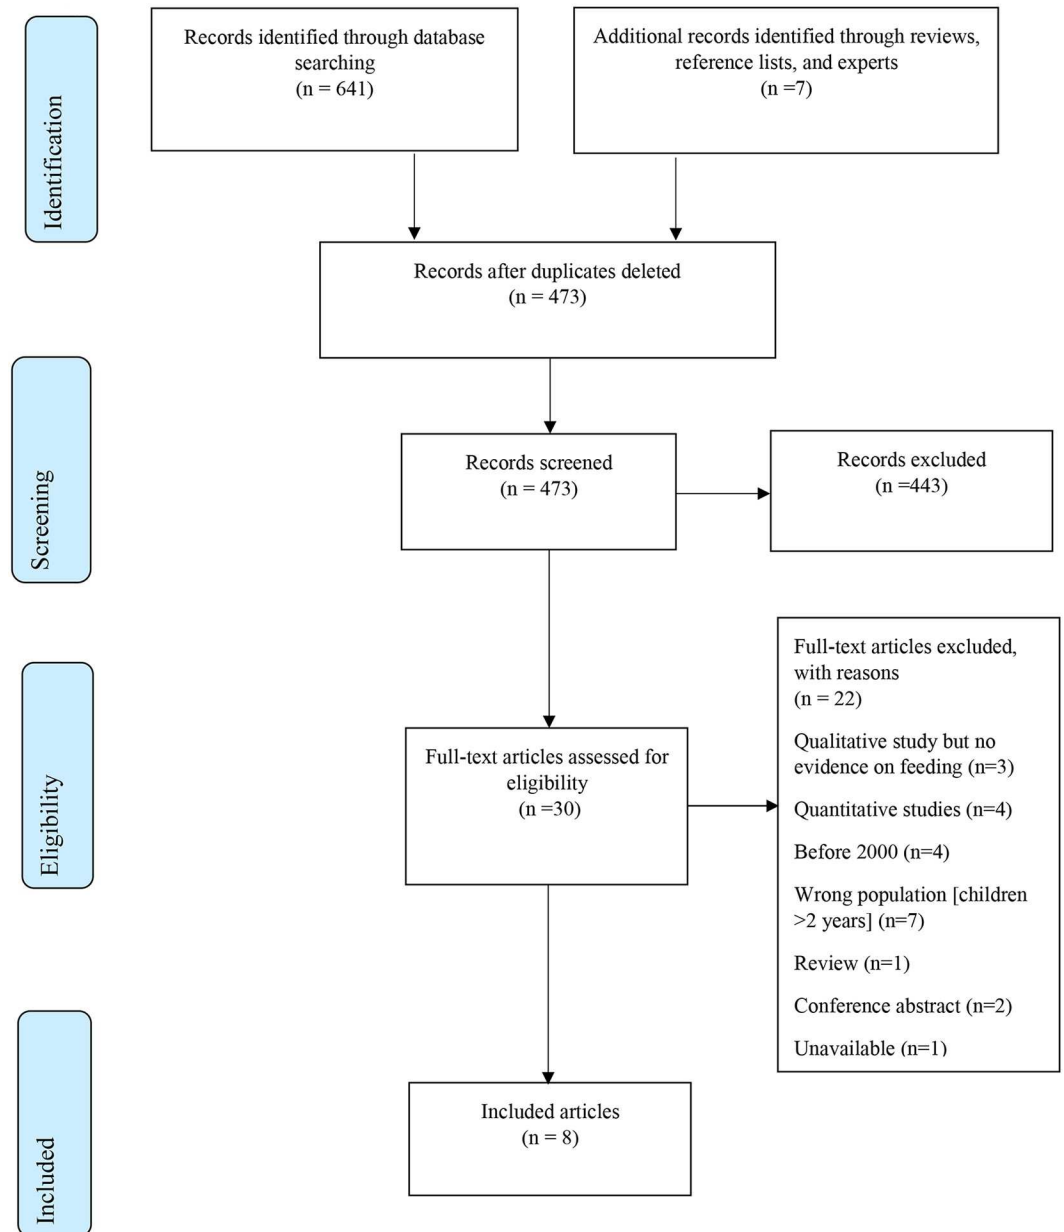 Identification
Records identified through database
searching
(n = 641)
Additional records identified through reviews,
reference lists, and experts
(n =7)
Records after duplicates deleted
(n = 473)
Screening
Records screened
(n = 473)
Records excluded
(n =443)
Eligibility
Full-text articles assessed for
eligibility
(n =30)
Full-text articles excluded,
with reasons
(n = 22)
Qualitative study but no
evidence on feeding (n=3)
Quantitative studies (n=4)
Before 2000 (n=4)
Wrong population [children
>2 years] (n=7)
Review (n=1)
Conference abstract (n=2)
Unavailable (n=1)
Included
Included articles
(n = 8)